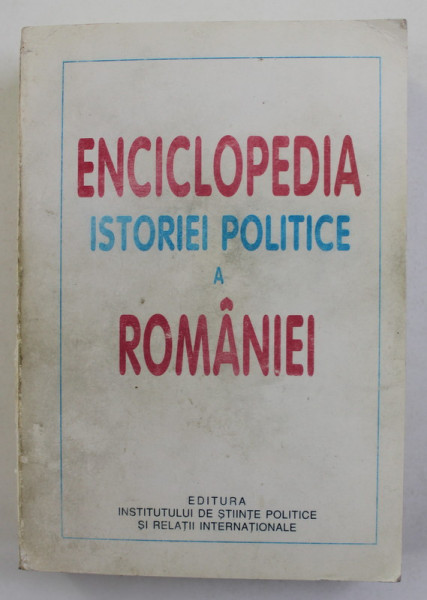 ENCICLOPEDIA
ISTORIEI POLITICE
A
ROMÂNIEI
EDITURA
INSTITUTULUI DE ȘTIINȚE POLITICE
ȘI RELAȚII INTERNAȚIONALE